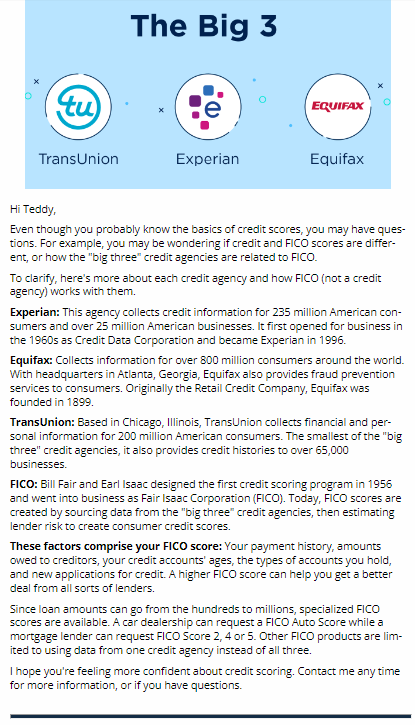 The Big 3
tu
e
EQUIFAX
TransUnion
Experian
Equifax
Hi Teddy,
Even though you probably know the basics of credit scores, you may have ques-
tions. For example, you may be wondering if credit and FICO scores are differ-
ent, or how the "big three" credit agencies are related to FICO.
To clarify, here's more about each credit agency and how FICO (not a credit
agency) works with them.
Experian: This agency collects credit information for 235 million American con-
sumers and over 25 million American businesses. It first opened for business in
the 1960s as Credit Data Corporation and became Experian in 1996.
Equifax: Collects information for over 800 million consumers around the world.
With headquarters in Atlanta, Georgia, Equifax also provides fraud prevention
services to consumers. Originally the Retail Credit Company, Equifax was
founded in 1899.
TransUnion: Based in Chicago, Illinois, TransUnion collects financial and per-
sonal information for 200 million American consumers. The smallest of the "big
three" credit agencies, it also provides credit histories to over 65,000
businesses.
FICO: Bill Fair and Earl Isaac designed the first credit scoring program in 1956
and went into business as Fair Isaac Corporation (FICO). Today, FICO scores are
created by sourcing data from the "big three" credit agencies, then estimating
lender risk to create consumer credit scores.
These factors comprise your FICO score: Your payment history, amounts
owed to creditors, your credit accounts' ages, the types of accounts you hold,
and new applications for credit. A higher FICO score can help you get a better
deal from all sorts of lenders.
Since loan amounts can go from the hundreds to millions, specialized FICO
scores are available. A car dealership can request a FICO Auto Score while a
mortgage lender can request FICO Score 2, 4 or 5. Other FICO products are lim-
ited to using data from one credit agency instead of all three.
I hope you're feeling more confident about credit scoring. Contact me any time
for more information, or if you have questions.